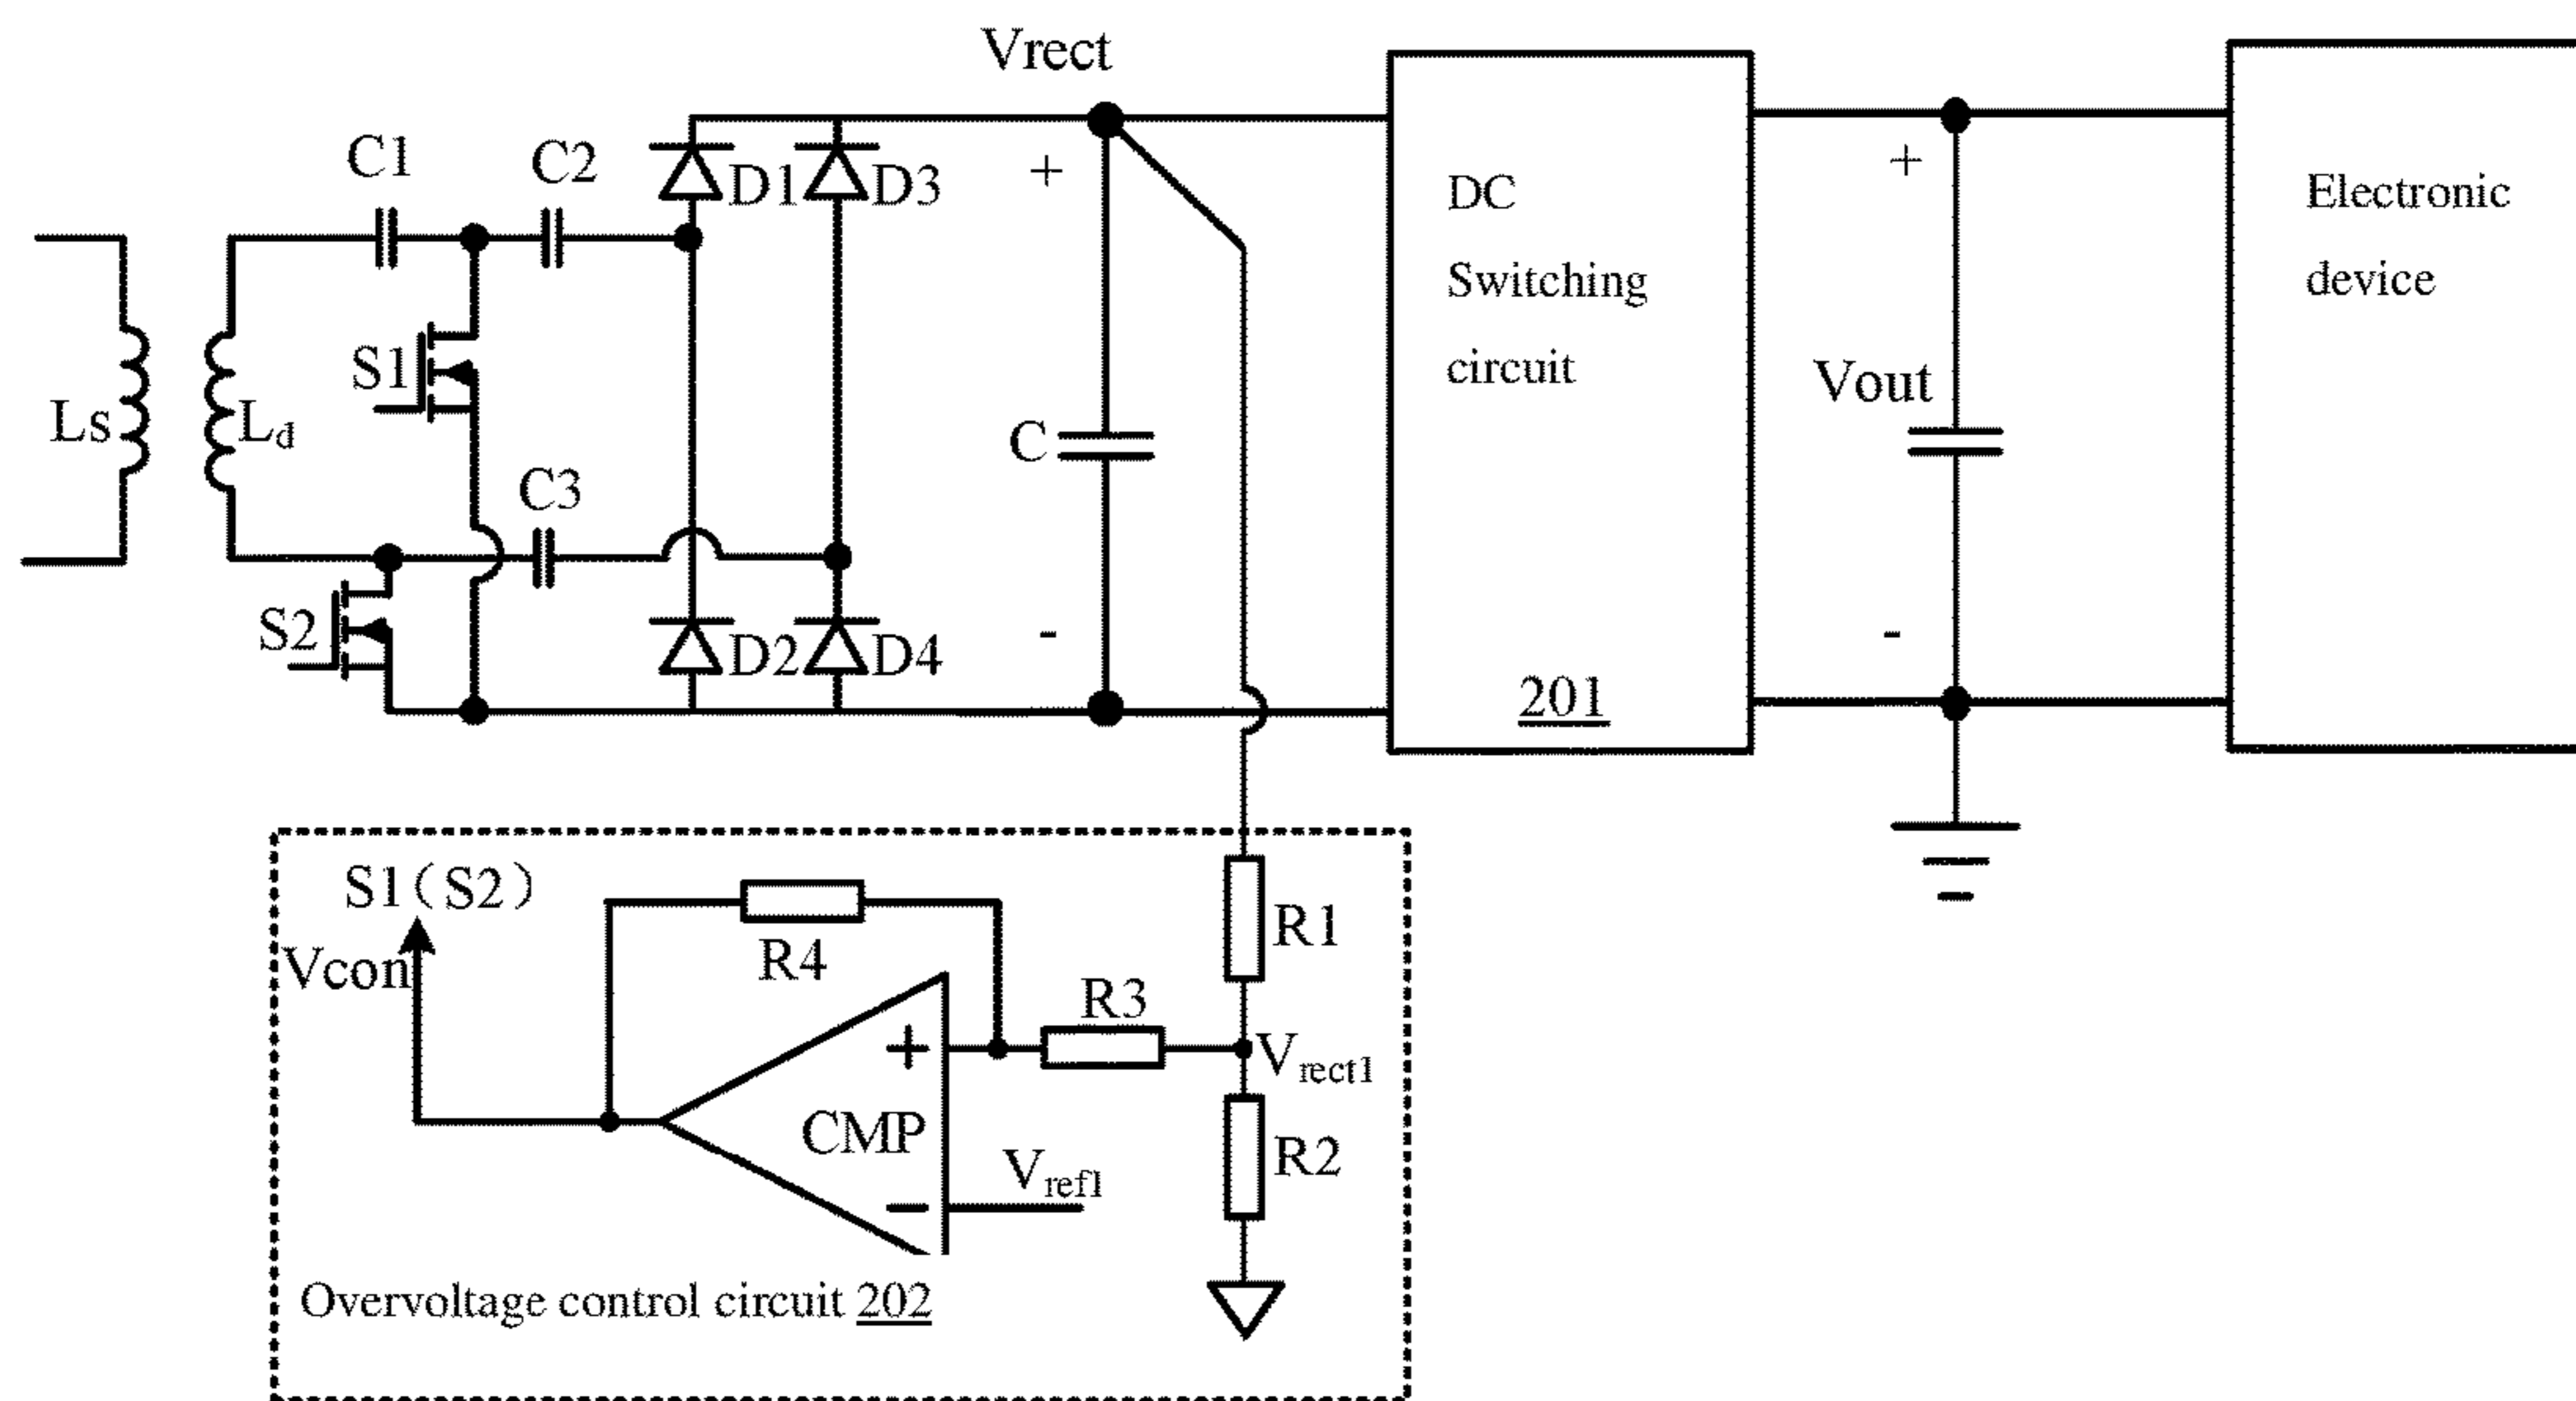 Vrect
C1
C2
D1
D3
+
DC
Switching
circuit
201
+
Electronic
device
S1
Ls
Ld
C
Vout
C3
S2
D2
D4
-
-
S1（S2）
Vcon
R4
R1
R3
+
Vrect1
CMP
Vref1
−
R2
Overvoltage control circuit 202